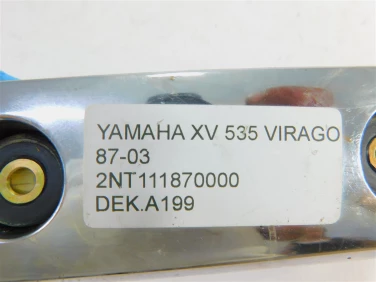 YAMAHA XV 535 VIRAGO
87-03
2NT111870000
DEK.A199